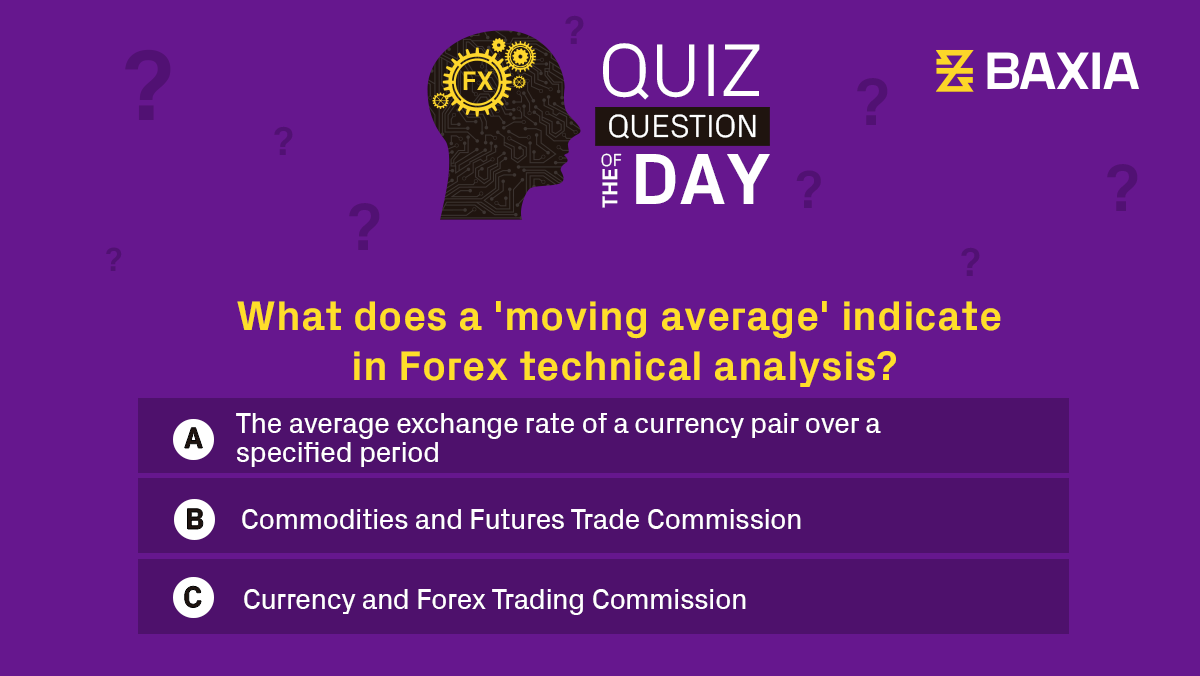 FX
QUIZ
QUESTION
OF THE
DAY
BAXIA
What does a 'moving average' indicate
in Forex technical analysis?
A
The average exchange rate of a currency pair over a
specified period
B
Commodities and Futures Trade Commission
C
Currency and Forex Trading Commission